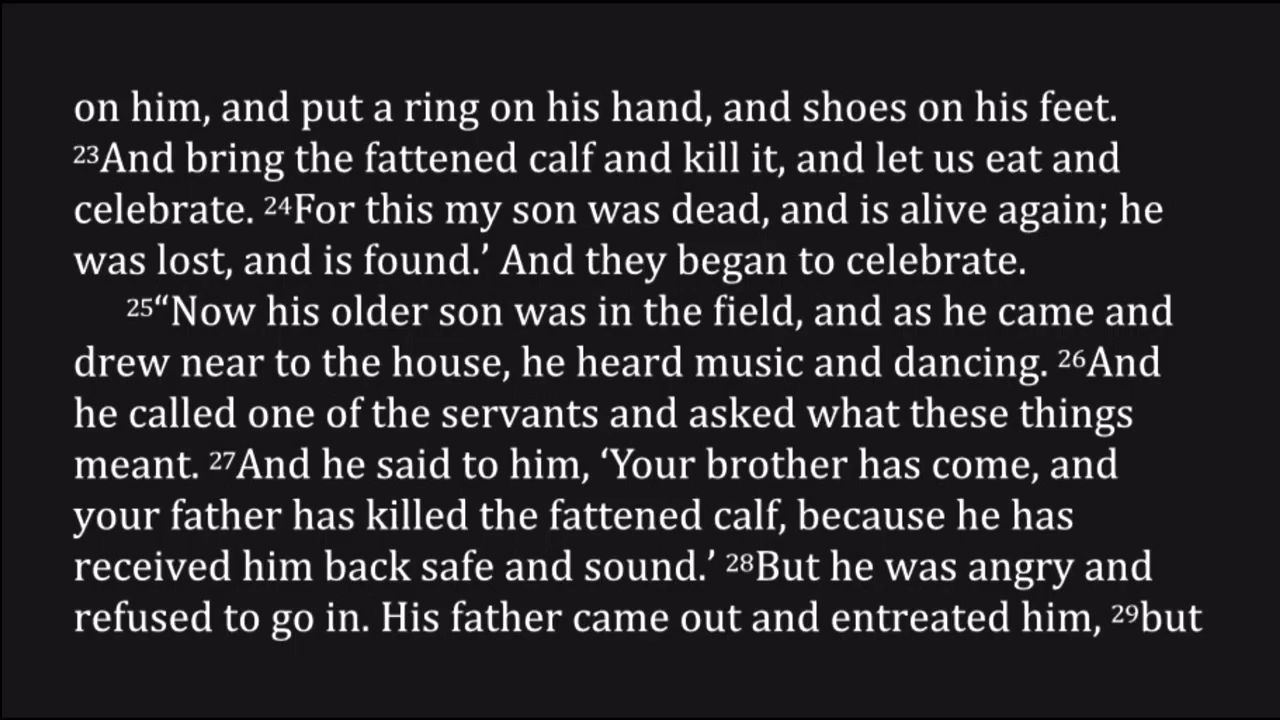 on him, and put a ring on his hand, and shoes on his feet.
²³And bring the fattened calf and kill it, and let us eat and
celebrate. ²⁴For this my son was dead, and is alive again; he
was lost, and is found.’ And they began to celebrate.
²⁵“Now his older son was in the field, and as he came and
drew near to the house, he heard music and dancing. ²⁶And
he called one of the servants and asked what these things
meant. ²⁷And he said to him, ‘Your brother has come, and
your father has killed the fattened calf, because he has
received him back safe and sound.’ ²⁸But he was angry and
refused to go in. His father came out and entreated him, ²⁹but